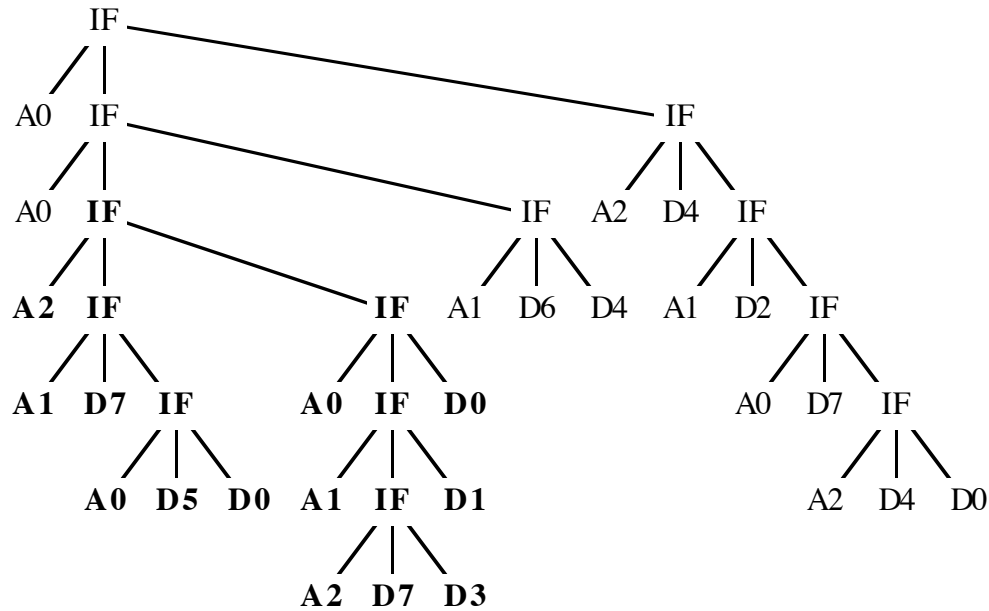 IF
A0 IF IF
A0 IF IF A2 D4 IF
A2 IF IF A1 D6 D4 A1 D2 IF
A1 D7 IF A0 IF D0 A0 D7 IF
A0 D5 D0 A1 IF D1 A2 D4 D0
A2 D7 D3